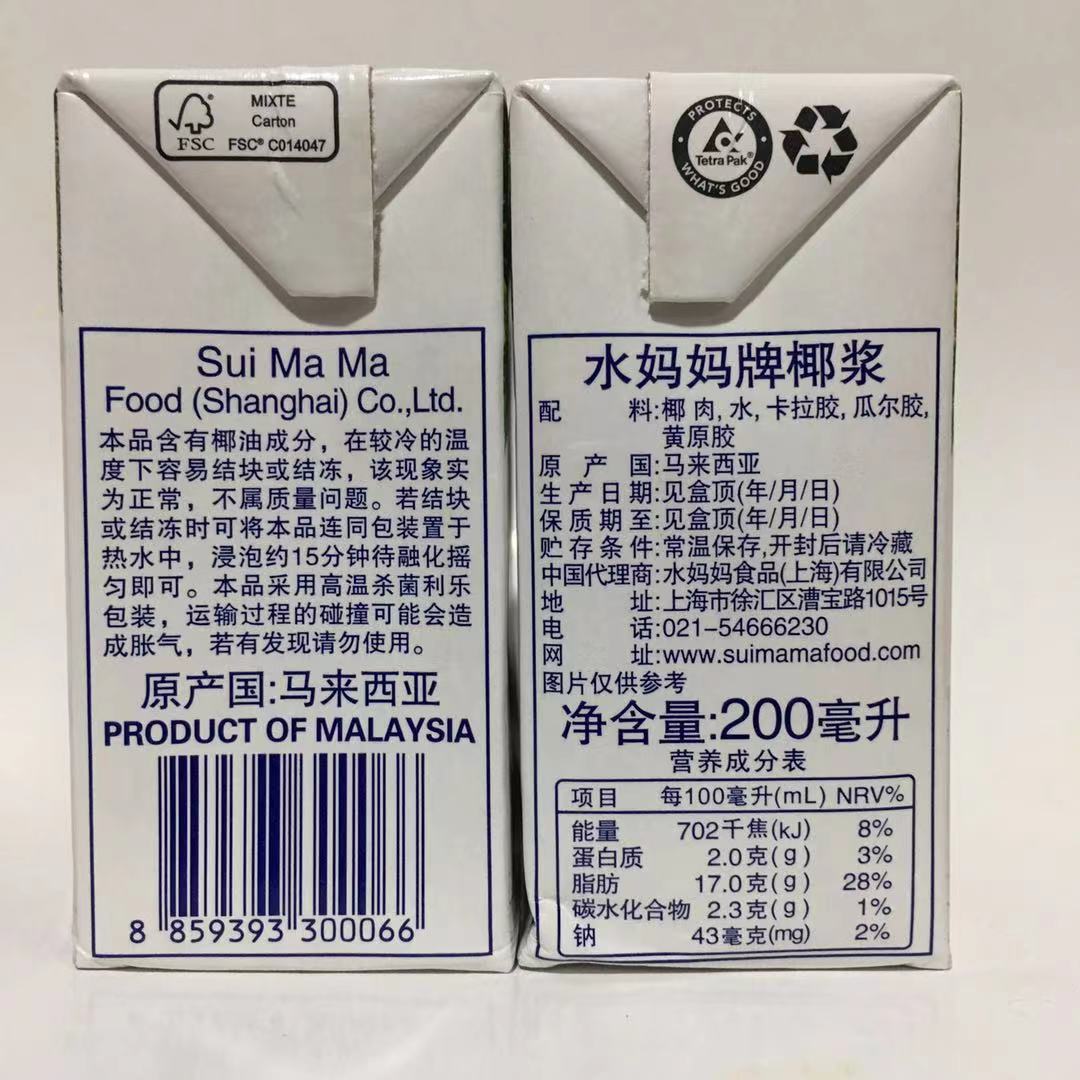 MIXTE
Carton
FSC
FSC® C014047
Sui Ma Ma
Food (Shanghai) Co.,Ltd.
本品含有椰油成分，在较冷的温
度下容易结块或结冻，该现象实
为正常，不属质量问题。若结块
或结冻时可将本品连同包装置于
热水中，浸泡约15分钟待融化摇
匀即可。本品采用高温杀菌利乐
包装，运输过程的碰撞可能会造
成胀气，若有发现请勿使用。
原产国:马来西亚
PRODUCT OF MALAYSIA
8 859393 300066
PROTECTS
Tetra Pak®
WHAT'S GOOD
水妈妈牌椰浆
配料:椰肉,水,卡拉胶,瓜尔胶,
黄原胶
原产国:马来西亚
生产日期:见盒顶(年/月/日)
保质期至:见盒顶(年/月/日)
贮存条件:常温保存,开封后请冷藏
中国代理商:水妈妈食品(上海)有限公司
地址:上海市徐汇区漕宝路1015号
电话:021-54666230
网址:www.suimamafood.com
图片仅供参考
净含量:200毫升
营养成分表
项目 每100毫升(mL) NRV%
能量 702千焦(kJ) 8%
蛋白质 2.0克(g) 3%
脂肪 17.0克(g) 28%
碳水化合物 2.3克(g) 1%
钠 43毫克(mg) 2%